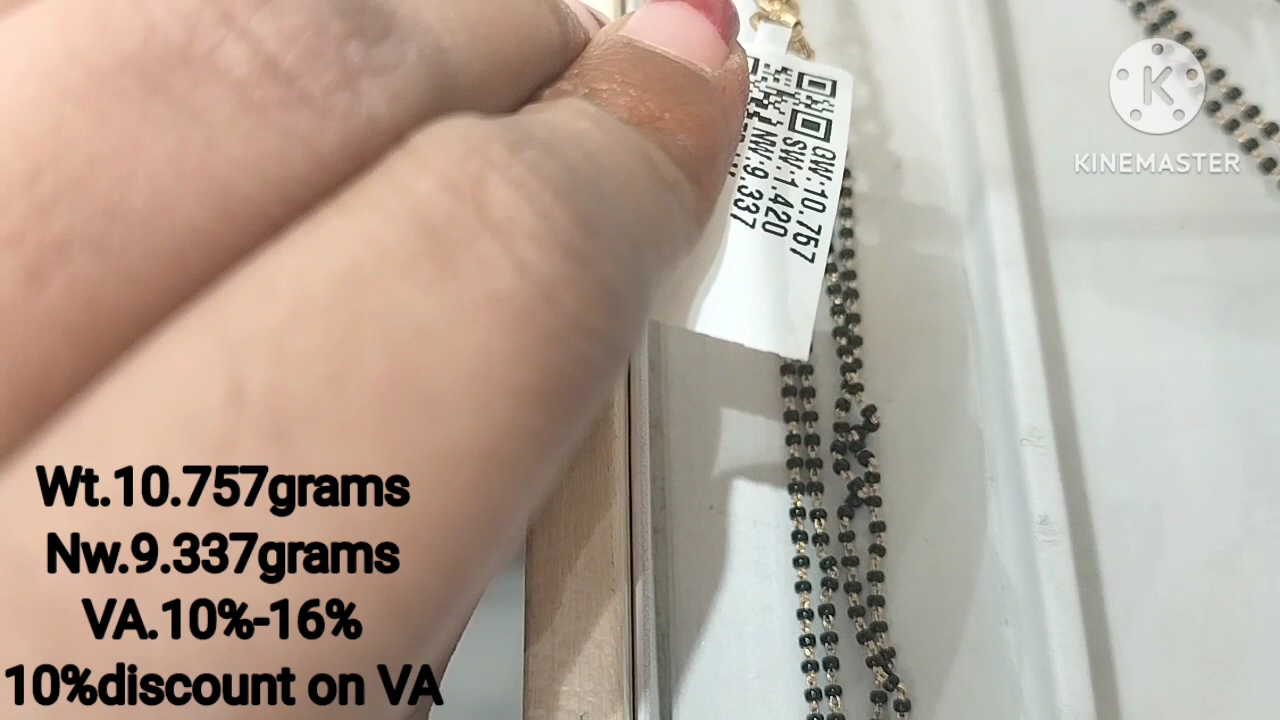 GW:10.757
SW:1.420
NW:9.337
K
KINEMASTER
Wt.10.757grams
Nw.9.337grams
VA.10%-16%
10%discount on VA